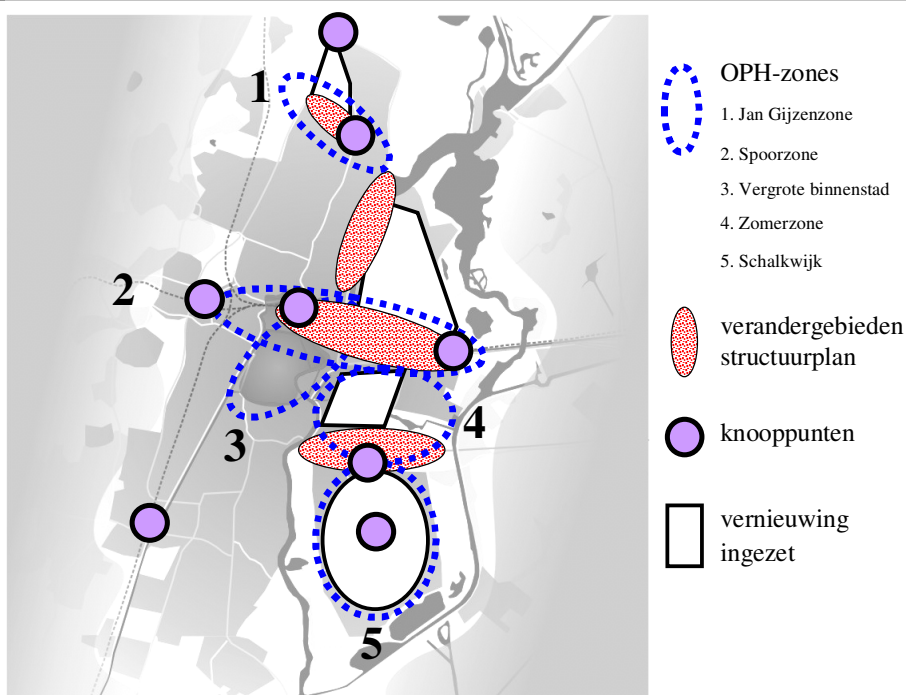 1
2
3
4
5
OPH-zones
1. Jan Gijzenzone
2. Spoorzone
3. Vergrote binnenstad
4. Zomerzone
5. Schalkwijk
verandergebieden
structuurplan
knooppunten
vernieuwing
ingezet